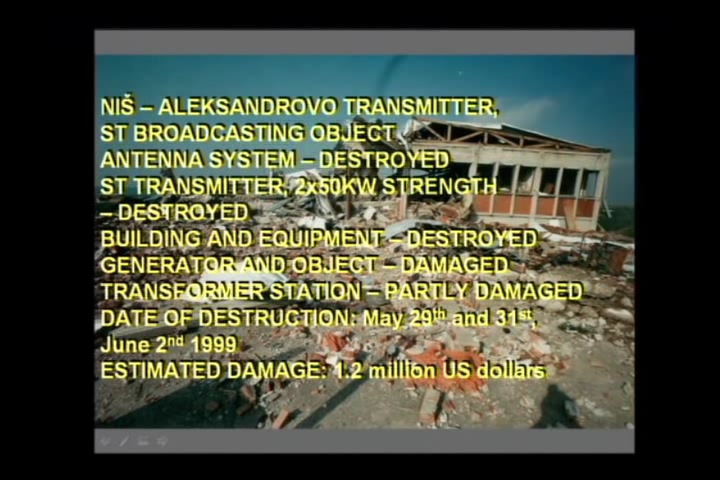 NIŠ – ALEKSANDROVO TRANSMITTER,
ST BROADCASTING OBJECT
ANTENNA SYSTEM – DESTROYED
ST TRANSMITTER, 2x50KW STRENGTH
– DESTROYED
BUILDING AND EQUIPMENT – DESTROYED
GENERATOR AND OBJECT – DAMAGED
TRANSFORMER STATION – PARTLY DAMAGED
DATE OF DESTRUCTION: May 29th and 31st,
June 2nd 1999
ESTIMATED DAMAGE: 1.2 million US dollars